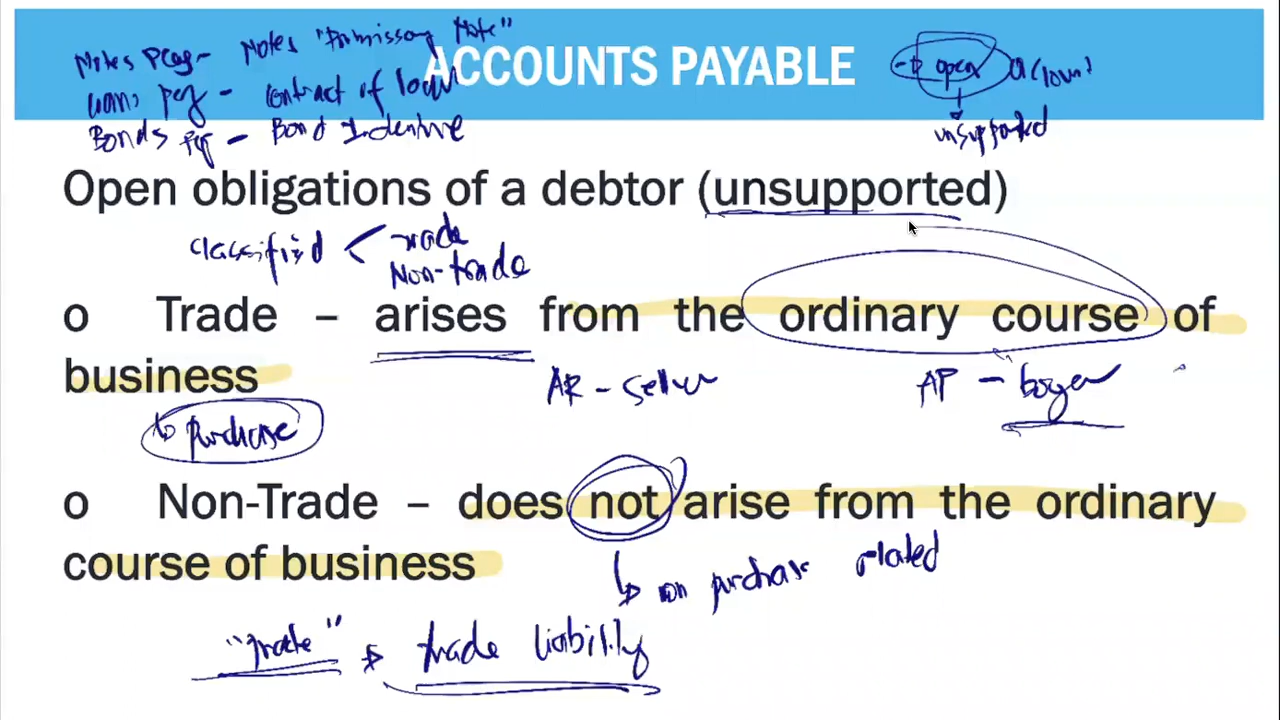 Notes Pay- Notes "Promissory Note"
Loans pay - contract of loan
Bonds pay - Bond Indenture
ACCOUNTS PAYABLE
open account
unsupported
Open obligations of a debtor (unsupported)
classified < trade
Non-trade
o Trade – arises from the ordinary course of
business
AR - seller AP - buyer
↳ purchase
o Non-Trade – does not arise from the ordinary
course of business
↳ non purchase related
"trade" trade liability